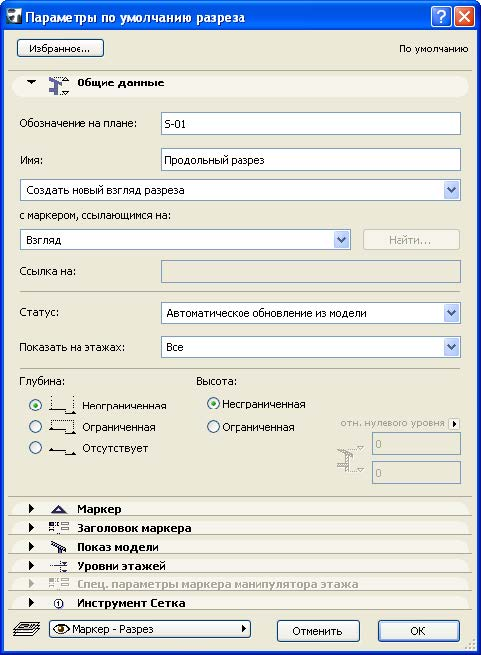 Параметры по умолчанию разреза
Избранное...
По умолчанию
Общие данные
Обозначение на плане: S-01
Имя: Продольный разрез
Создать новый взгляд разреза
с маркером, ссылающимся на:
Взгляд Найти...
Ссылка на:
Статус: Автоматическое обновление из модели
Показать на этажах: Все
Глубина: Высота:
Неограниченная Неограниченная
Ограниченная Ограниченная
отн. нулевого уровня
Отсутствует 0
0
Маркер
Заголовок маркера
Показ модели
Уровни этажей
Спец. параметры маркера манипулятора этажа
Инструмент Сетка
Маркер - Разрез Отменить OK